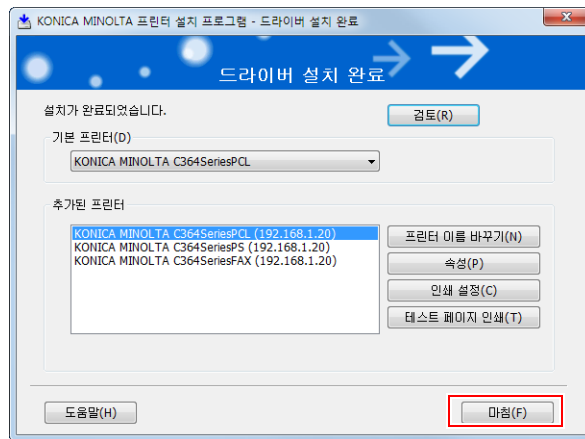 KONICA MINOLTA 프린터 설치 프로그램 - 드라이버 설치 완료
드라이버 설치 완료
설치가 완료되었습니다.
검토(R)
기본 프린터(D)
KONICA MINOLTA C364SeriesPCL
추가된 프린터
KONICA MINOLTA C364SeriesPCL (192.168.1.20)
KONICA MINOLTA C364SeriesPS (192.168.1.20)
KONICA MINOLTA C364SeriesFAX (192.168.1.20)
프린터 이름 바꾸기(N)
속성(P)
인쇄 설정(C)
테스트 페이지 인쇄(T)
도움말(H)
마침(F)